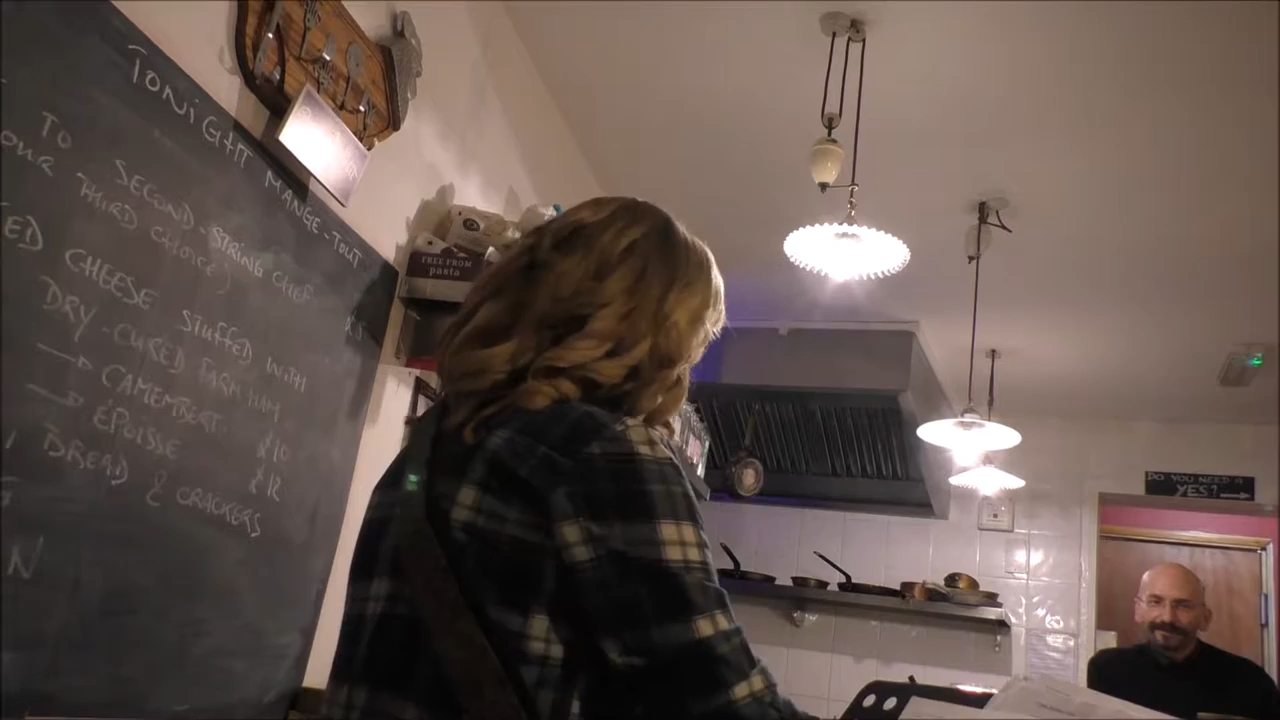 TONIGHT MANGE-TOUT
TO SECOND-STRING CHEF
OUR THIRD CHOICE)
£5
CHEESE STUFFED WITH
DRY-CURED FARM HAM
→ CAMEMBERT £10
→ ÉPOISSE £12
BREAD & CRACKERS
N
FREE FROM
pasta
DO YOU NEED A
YES? →